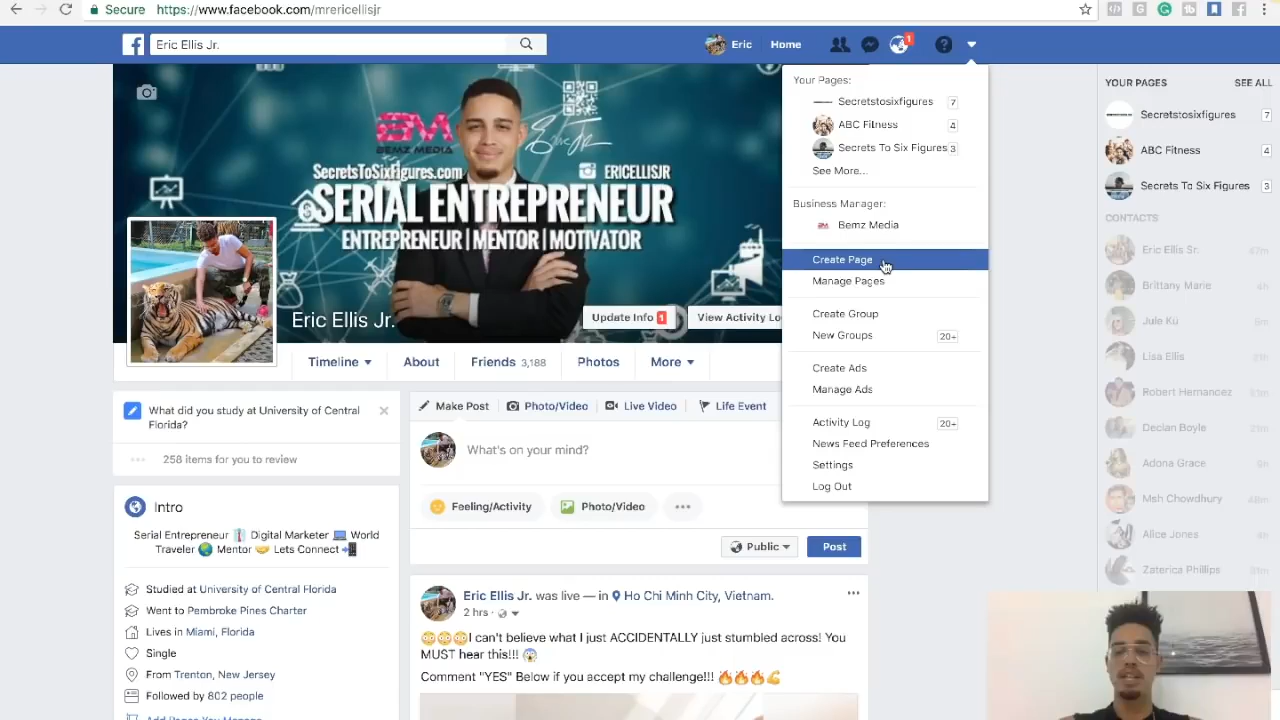 Secure https://www.facebook.com/mrericellisjr
Eric Ellis Jr.
Eric Home 1
BEMZ MEDIA
SecretsToSixFigures.com ERICELLISJR
SERIAL ENTREPRENEUR
ENTREPRENEUR | MENTOR | MOTIVATOR
Eric Ellis Jr.
Update Info 1 View Activity Lo
Timeline About Friends 3,188 Photos More
Your Pages:
Secretstosixfigures 7
ABC Fitness 4
Secrets To Six Figures 3
See More...
Business Manager:
Bemz Media
Create Page
Manage Pages
Create Group
New Groups 20+
Create Ads
Manage Ads
Activity Log 20+
News Feed Preferences
Settings
Log Out
YOUR PAGES SEE ALL
Secretstosixfigures 7
ABC Fitness 4
Secrets To Six Figures 3
CONTACTS
Eric Ellis Sr.
Brittany Marie 4h
Jule Kü
Lisa Ellis
Robert Hernandez
Decian Boyle
Adona Grace
Msh Chowdhury
Alice Jones
Zaterica Phillips
What did you study at University of Central
Florida?
258 items for you to review
Intro
Serial Entrepreneur Digital Marketer World
Traveler Mentor Lets Connect
Studied at University of Central Florida
Went to Pembroke Pines Charter
Lives in Miami, Florida
Single
From Trenton, New Jersey
Followed by 802 people
Make Post Photo/Video Live Video Life Event
What's on your mind?
Feeling/Activity Photo/Video
Public Post
Eric Ellis Jr. was live — in Ho Chi Minh City, Vietnam.
2 hrs ·
😳😳😳I can't believe what I just ACCIDENTALLY just stumbled across! You
MUST hear this!!! 😱
Comment "YES" Below if you accept my challenge!!! 🔥🔥🔥💪